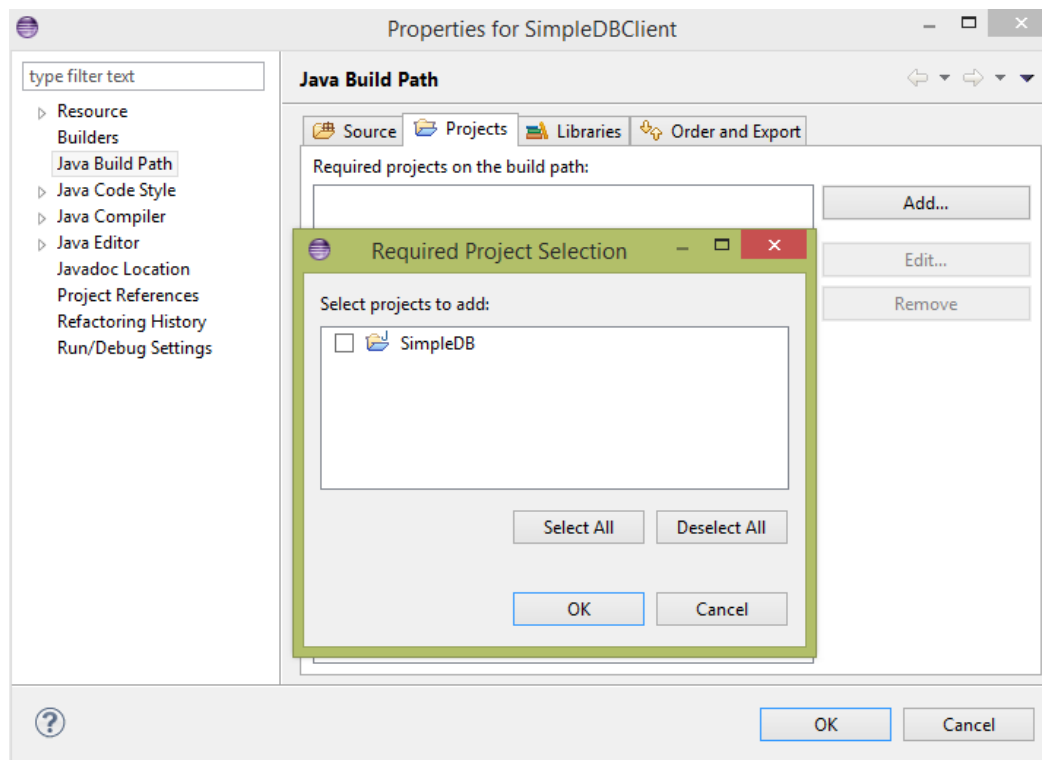 Properties for SimpleDBClient
type filter text
Resource
Builders
Java Build Path
Java Code Style
Java Compiler
Java Editor
Javadoc Location
Project References
Refactoring History
Run/Debug Settings
Java Build Path
Source Projects Libraries Order and Export
Required projects on the build path:
Add...
Edit...
Remove
Required Project Selection
Select projects to add:
SimpleDB
Select All Deselect All
OK Cancel
OK Cancel